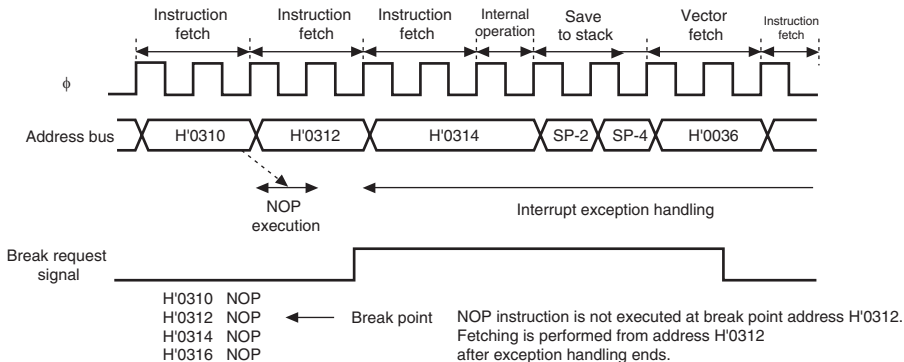 Instruction fetch
Instruction fetch
Instruction fetch
Internal operation
Save to stack
Vector fetch
Instruction fetch
ϕ
Address bus
H'0310
H'0312
H'0314
SP-2
SP-4
H'0036
NOP execution
Interrupt exception handling
Break request signal
H'0310 NOP
H'0312 NOP
H'0314 NOP
H'0316 NOP
Break point
NOP instruction is not executed at break point address H'0312.
Fetching is performed from address H'0312
after exception handling ends.